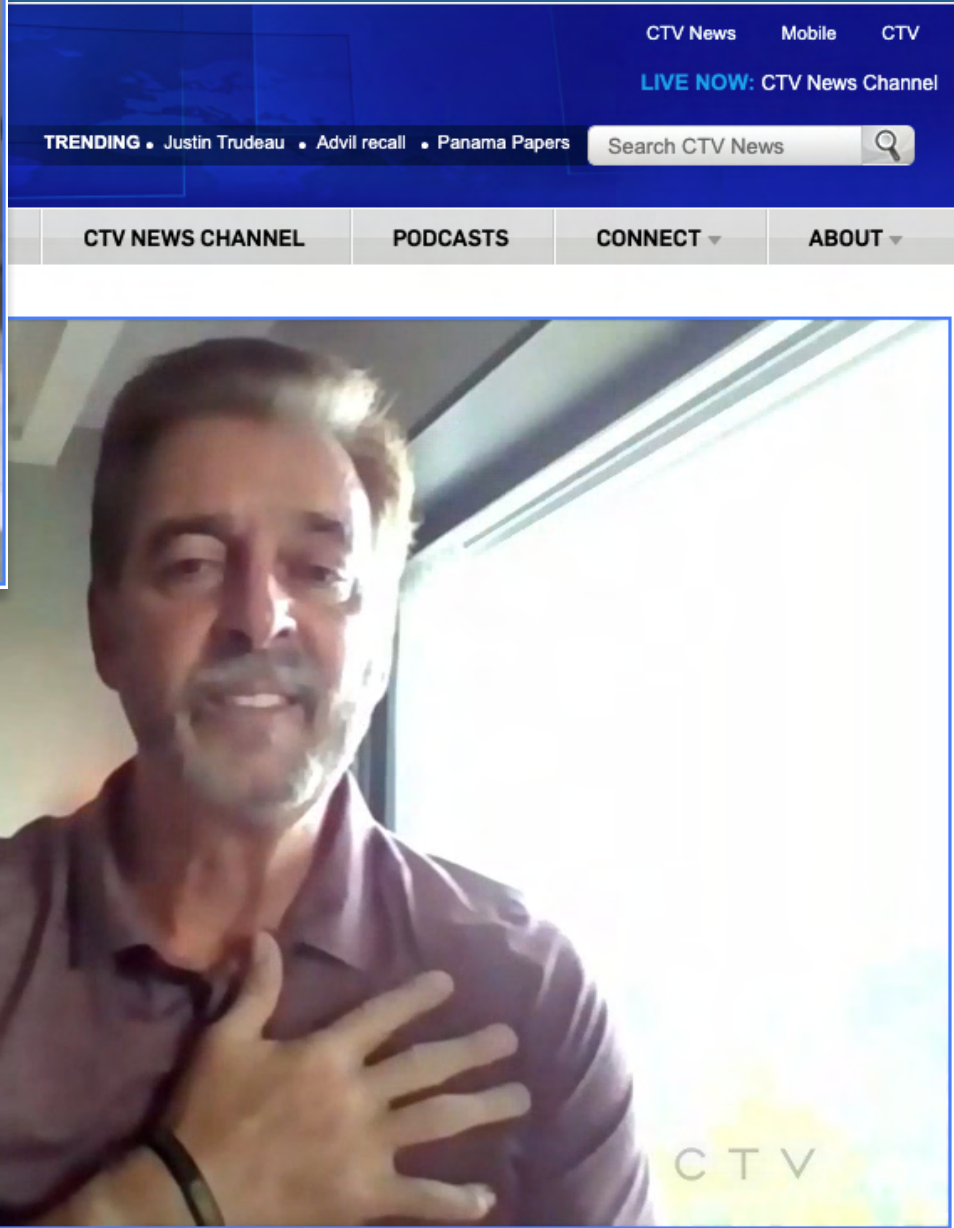 CTV News Mobile CTV
LIVE NOW: CTV News Channel
TRENDING • Justin Trudeau • Advil recall • Panama Papers Search CTV News
CTV NEWS CHANNEL PODCASTS CONNECT ABOUT
CTV